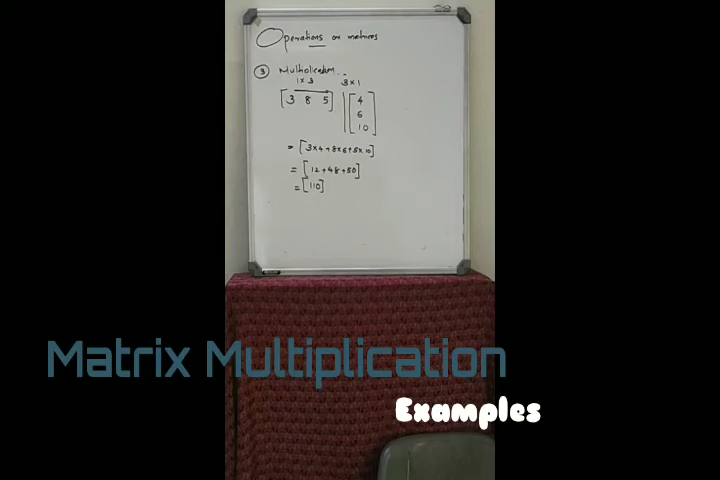 Operations on matrices
③ Multiplication
1 × 3 3 × 1
[3 8 5] [4
6
10]
= [3×4 + 8×6 + 5×10]
= [12 + 48 + 50]
= [110]
Matrix Multiplication
Examples